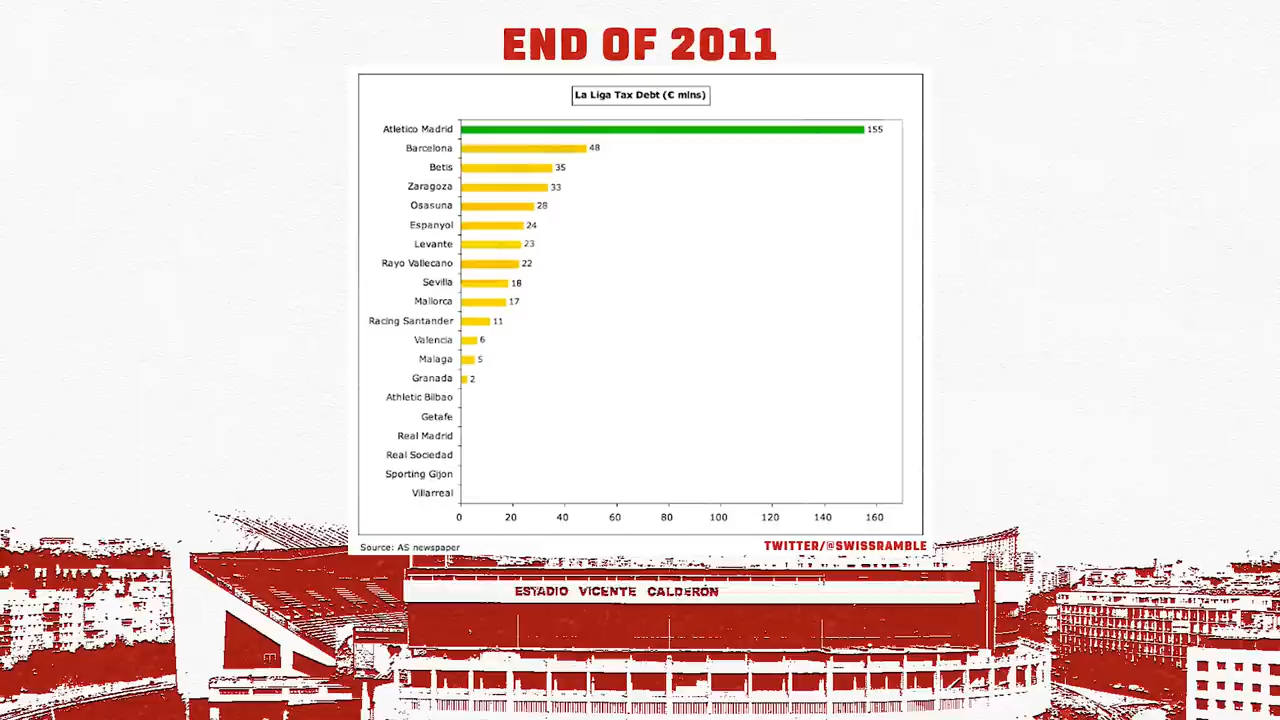 END OF 2011
La Liga Tax Debt (€ mlns)
Atletico Madrid 155
Barcelona 48
Betis 35
Zaragoza 33
Osasuna 28
Espanyol 24
Levante 23
Rayo Vallecano 22
Sevilla 18
Mallorca 17
Racing Santander 11
Valencia 6
Malaga 5
Granada 2
Athletic Bilbao
Getafe
Real Madrid
Real Sociedad
Sporting Gijon
Villarreal
0 20 40 60 80 100 120 140 160
Source: AS newspaper
TWITTER/@SWISSRAMBLE
ESTADIO VICENTE CALDERÓN